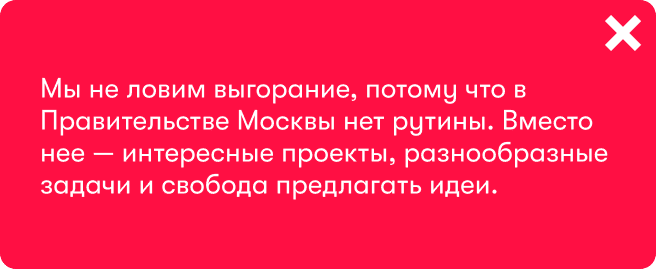 Мы не ловим выгорание, потому что в
Правительстве Москвы нет рутины. Вместо
нее — интересные проекты, разнообразные
задачи и свобода предлагать идеи.